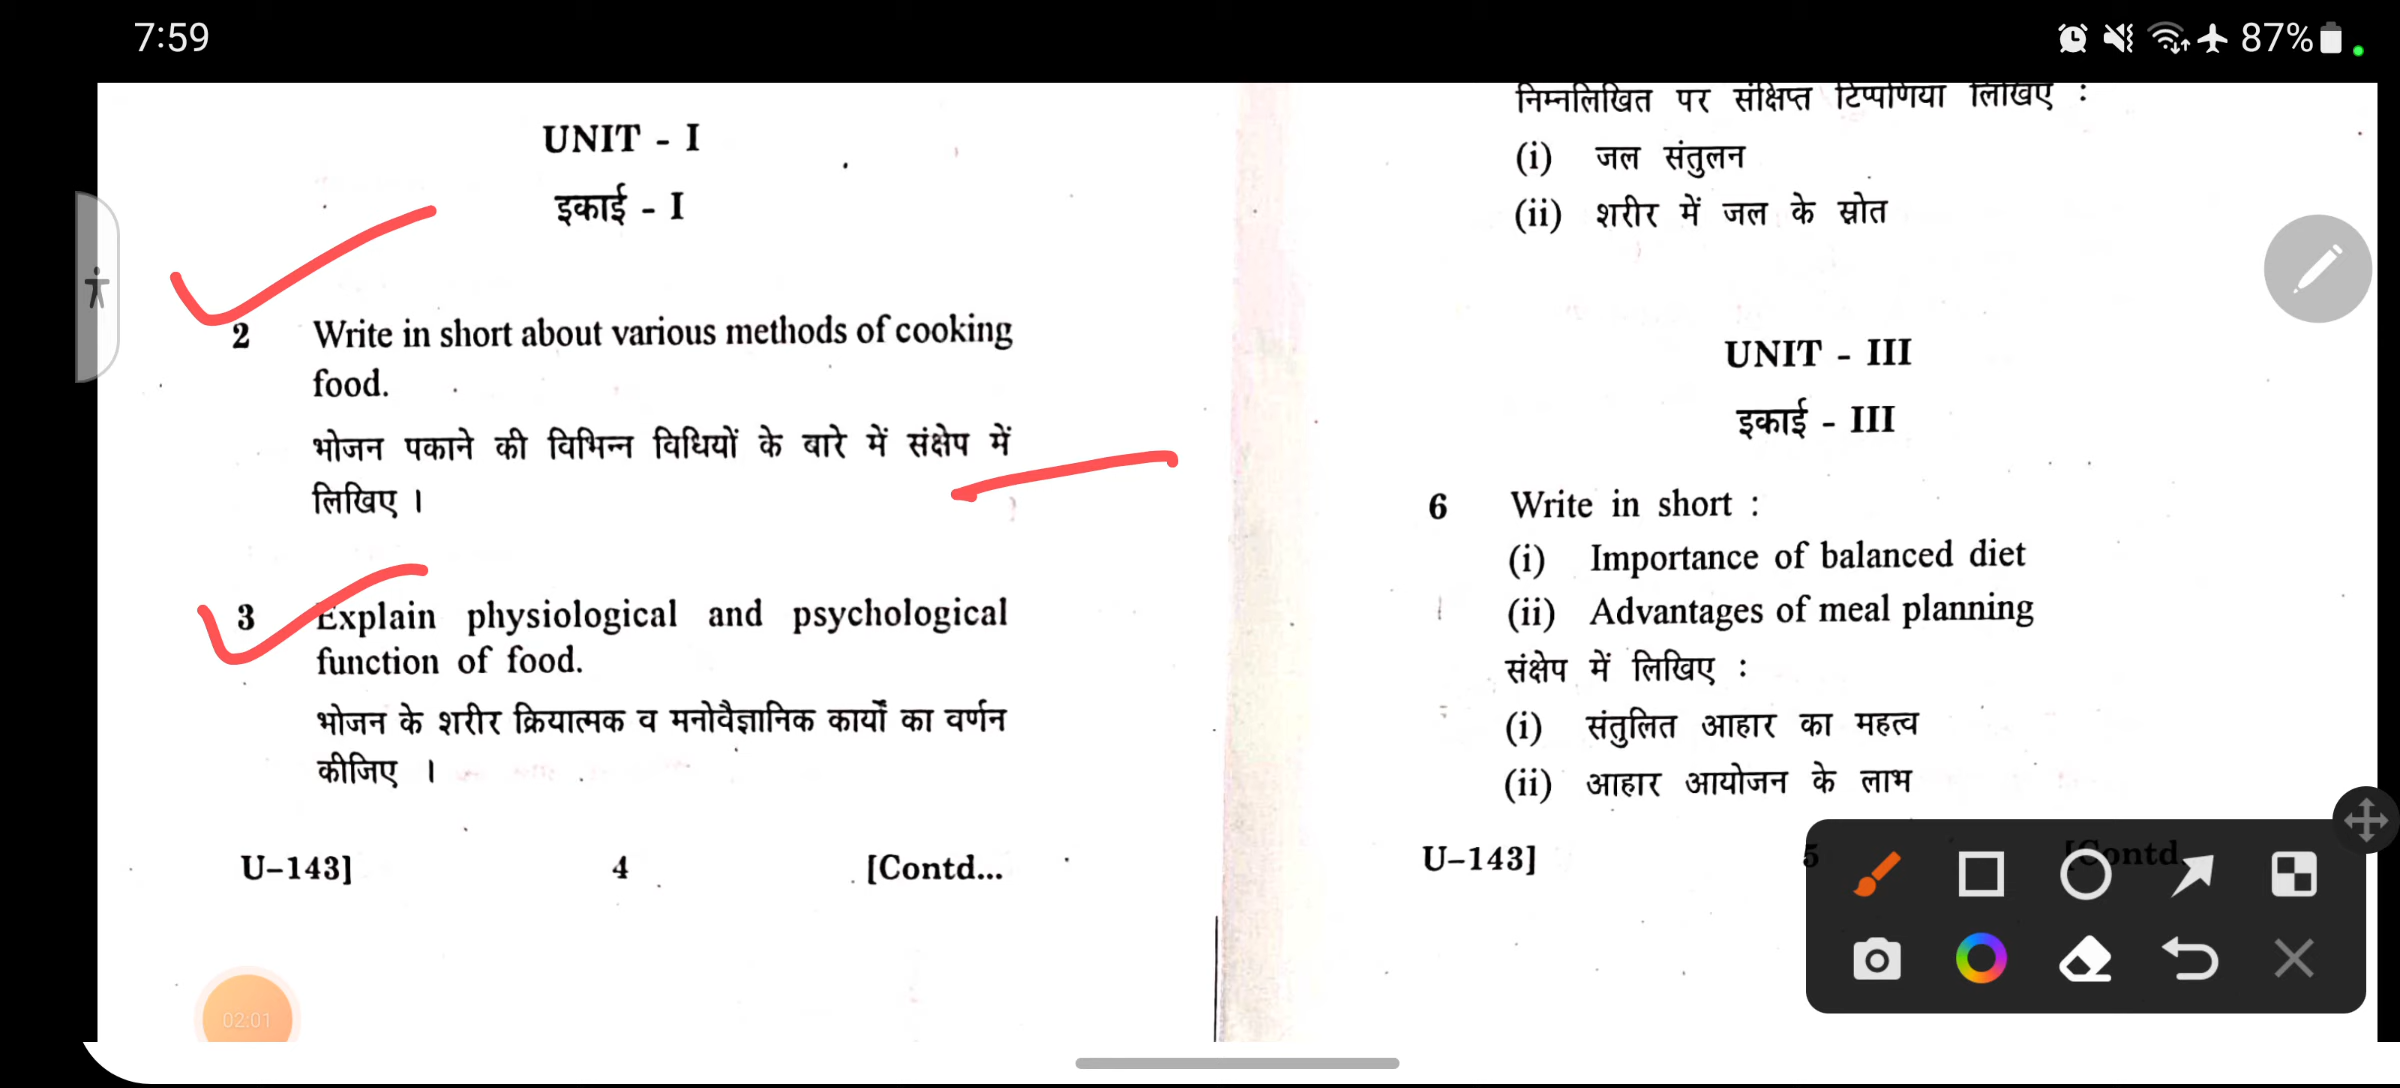 7:59
87%
UNIT - I
इकाई - I
2 Write in short about various methods of cooking
food.
भोजन पकाने की विभिन्न विधियों के बारे में संक्षेप में
लिखिए ।
3 Explain physiological and psychological
function of food.
भोजन के शरीर क्रियात्मक व मनोवैज्ञानिक कार्यों का वर्णन
कीजिए ।
U-143] 4 [Contd...
02:01
निम्नलिखित पर संक्षिप्त टिप्पणियां लिखिए :
(i) जल संतुलन
(ii) शरीर में जल के स्रोत
UNIT - III
इकाई - III
6 Write in short :
(i) Importance of balanced diet
(ii) Advantages of meal planning
संक्षेप में लिखिए :
(i) संतुलित आहार का महत्व
(ii) आहार आयोजन के लाभ
U-143] 5 [Contd